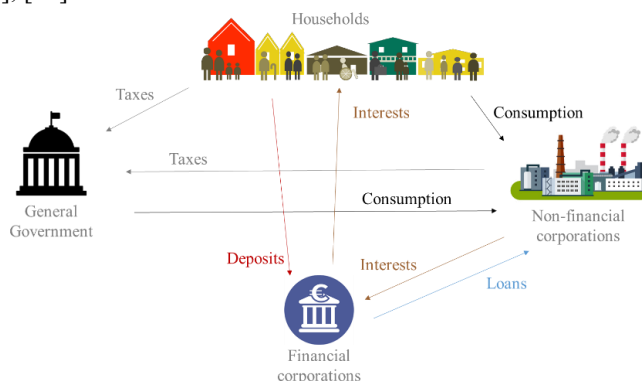 Households
Taxes
Interests
Consumption
Taxes
Consumption
General
Government
Non-financial
corporations
Deposits
Interests
Loans
€
Financial
corporations